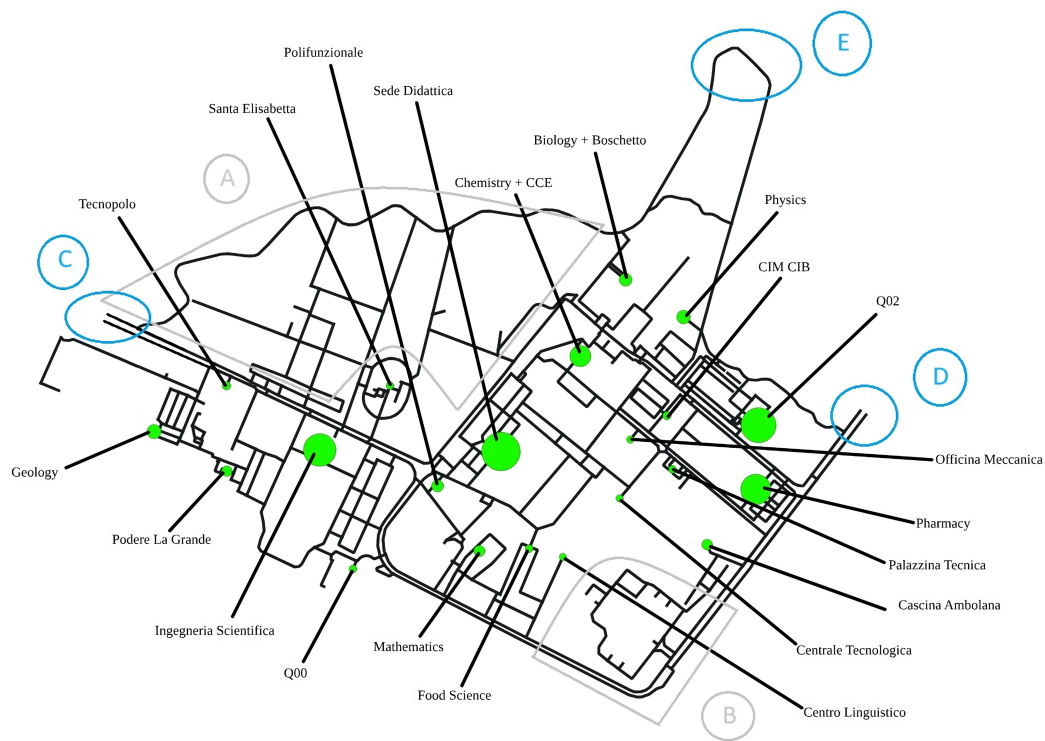 E
Polifunzionale
Sede Didattica
Santa Elisabetta
Biology + Boschetto
A
Chemistry + CCE
Tecnopolo
Physics
C
CIM CIB
Q02
D
Officina Meccanica
Geology
Pharmacy
Podere La Grande
Palazzina Tecnica
Cascina Ambolana
Ingegneria Scientifica
Mathematics
Centrale Tecnologica
Q00
Food Science
Centro Linguistico
B